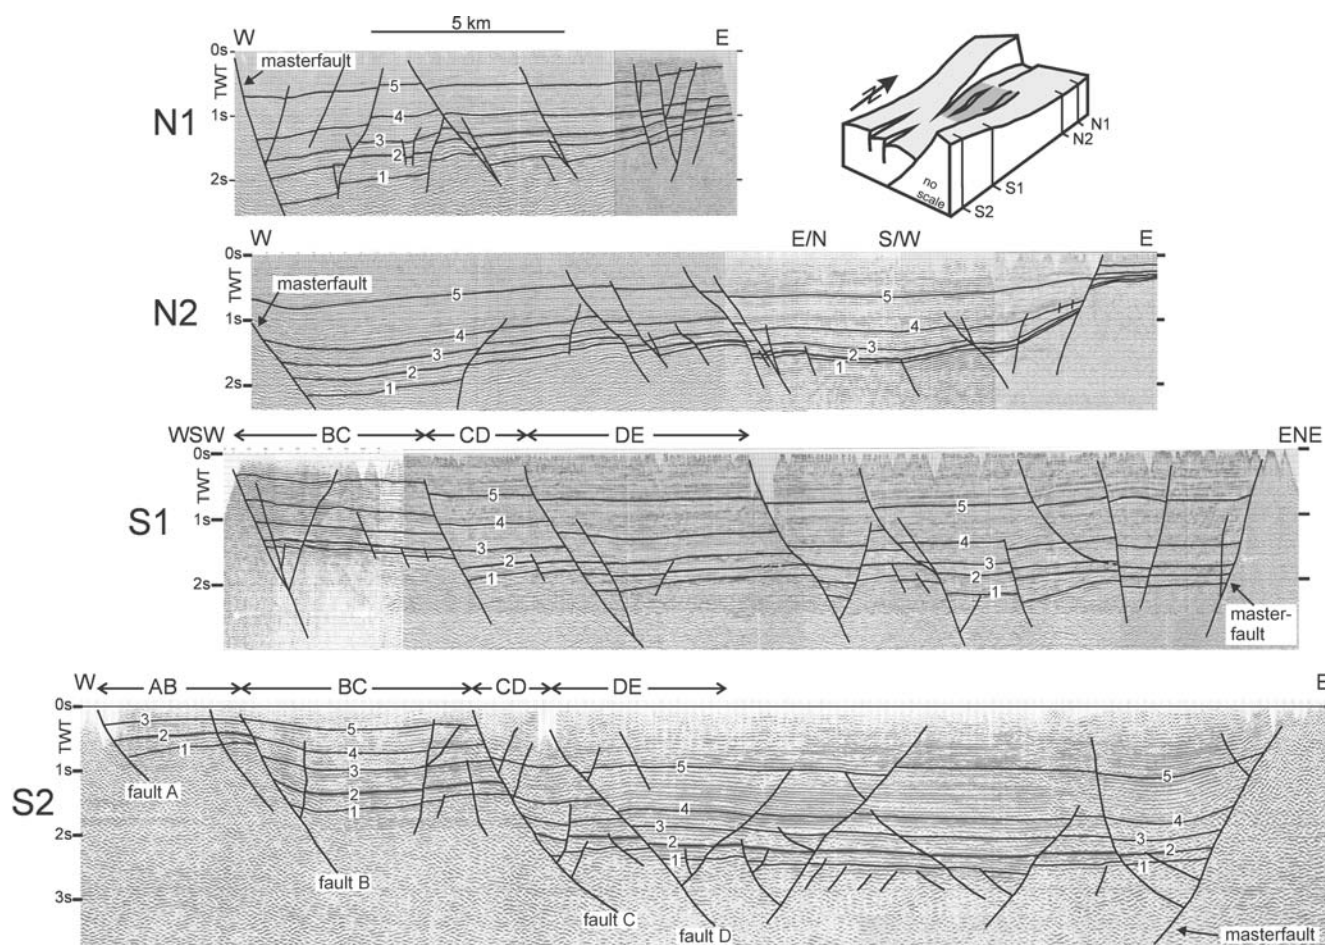 5 km
W
E
0s
TWT
1s
2s
masterfault
5
4
3
2
1
N1
N
no
scale
N1
N2
S1
S2
W
E/N
S/W
E
0s
TWT
1s
2s
masterfault
5
5
4
4
3
3
2
2
1
1
N2
WSW
BC
CD
DE
ENE
0s
TWT
1s
2s
5
5
4
4
3
3
2
2
1
1
master-
fault
S1
W
AB
BC
CD
DE
E
0s
TWT
1s
2s
3s
3
2
1
5
4
3
2
1
5
4
3
2
1
5
4
3
2
1
fault A
fault B
fault C
fault D
masterfault
S2